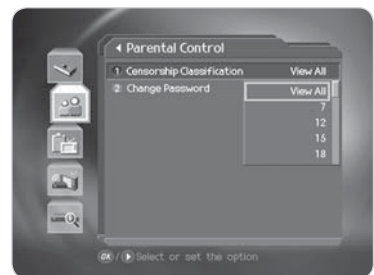 Parental Control
1 Censorship Classification View All
2 Change Password View All
7
12
15
18
OK / Select or set the option